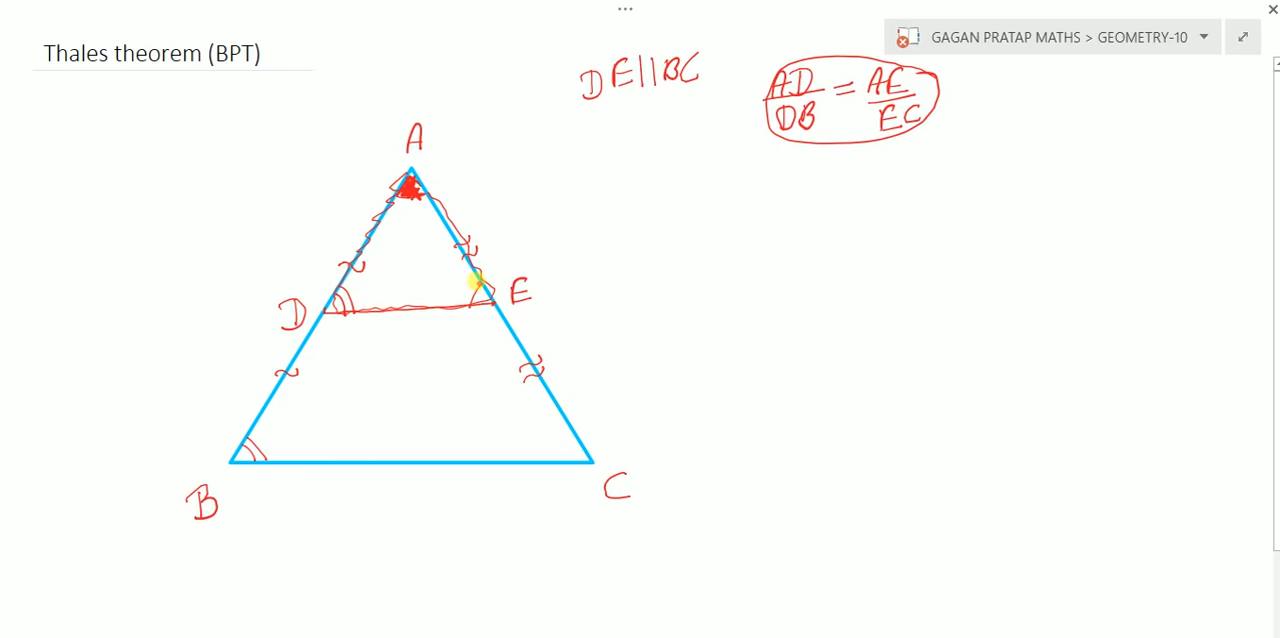 Thales theorem (BPT)
GAGAN PRATAP MATHS > GEOMETRY-10
DE||BC
AD/DB = AE/EC
A
D
E
B
C